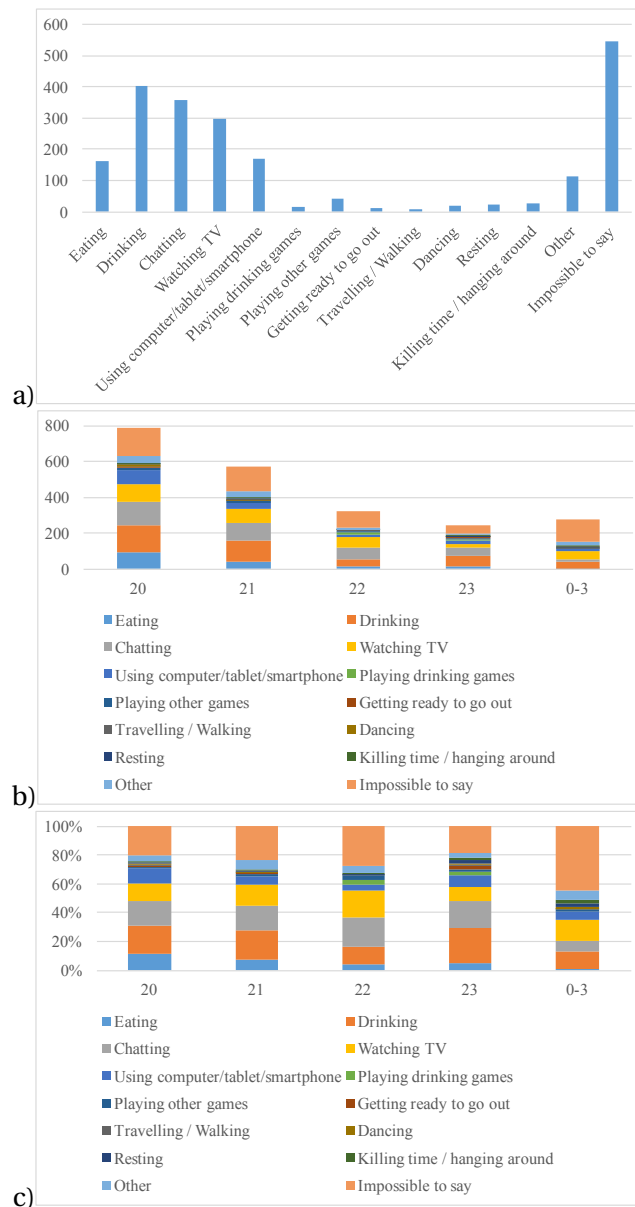 600
500
400
300
200
100
0
Eating
Drinking
Chatting
Watching TV
Using computer/tablet/smartphone
Playing drinking games
Playing other games
Getting ready to go out
Travelling / Walking
Dancing
Resting
Killing time / hanging around
Other
Impossible to say
a)
800
600
400
200
0
20 21 22 23 0-3
Eating Drinking
Chatting Watching TV
Using computer/tablet/smartphone Playing drinking games
Playing other games Getting ready to go out
Travelling / Walking Dancing
Resting Killing time / hanging around
Other Impossible to say
b)
100%
80%
60%
40%
20%
0%
20 21 22 23 0-3
Eating Drinking
Chatting Watching TV
Using computer/tablet/smartphone Playing drinking games
Playing other games Getting ready to go out
Travelling / Walking Dancing
Resting Killing time / hanging around
Other Impossible to say
c)